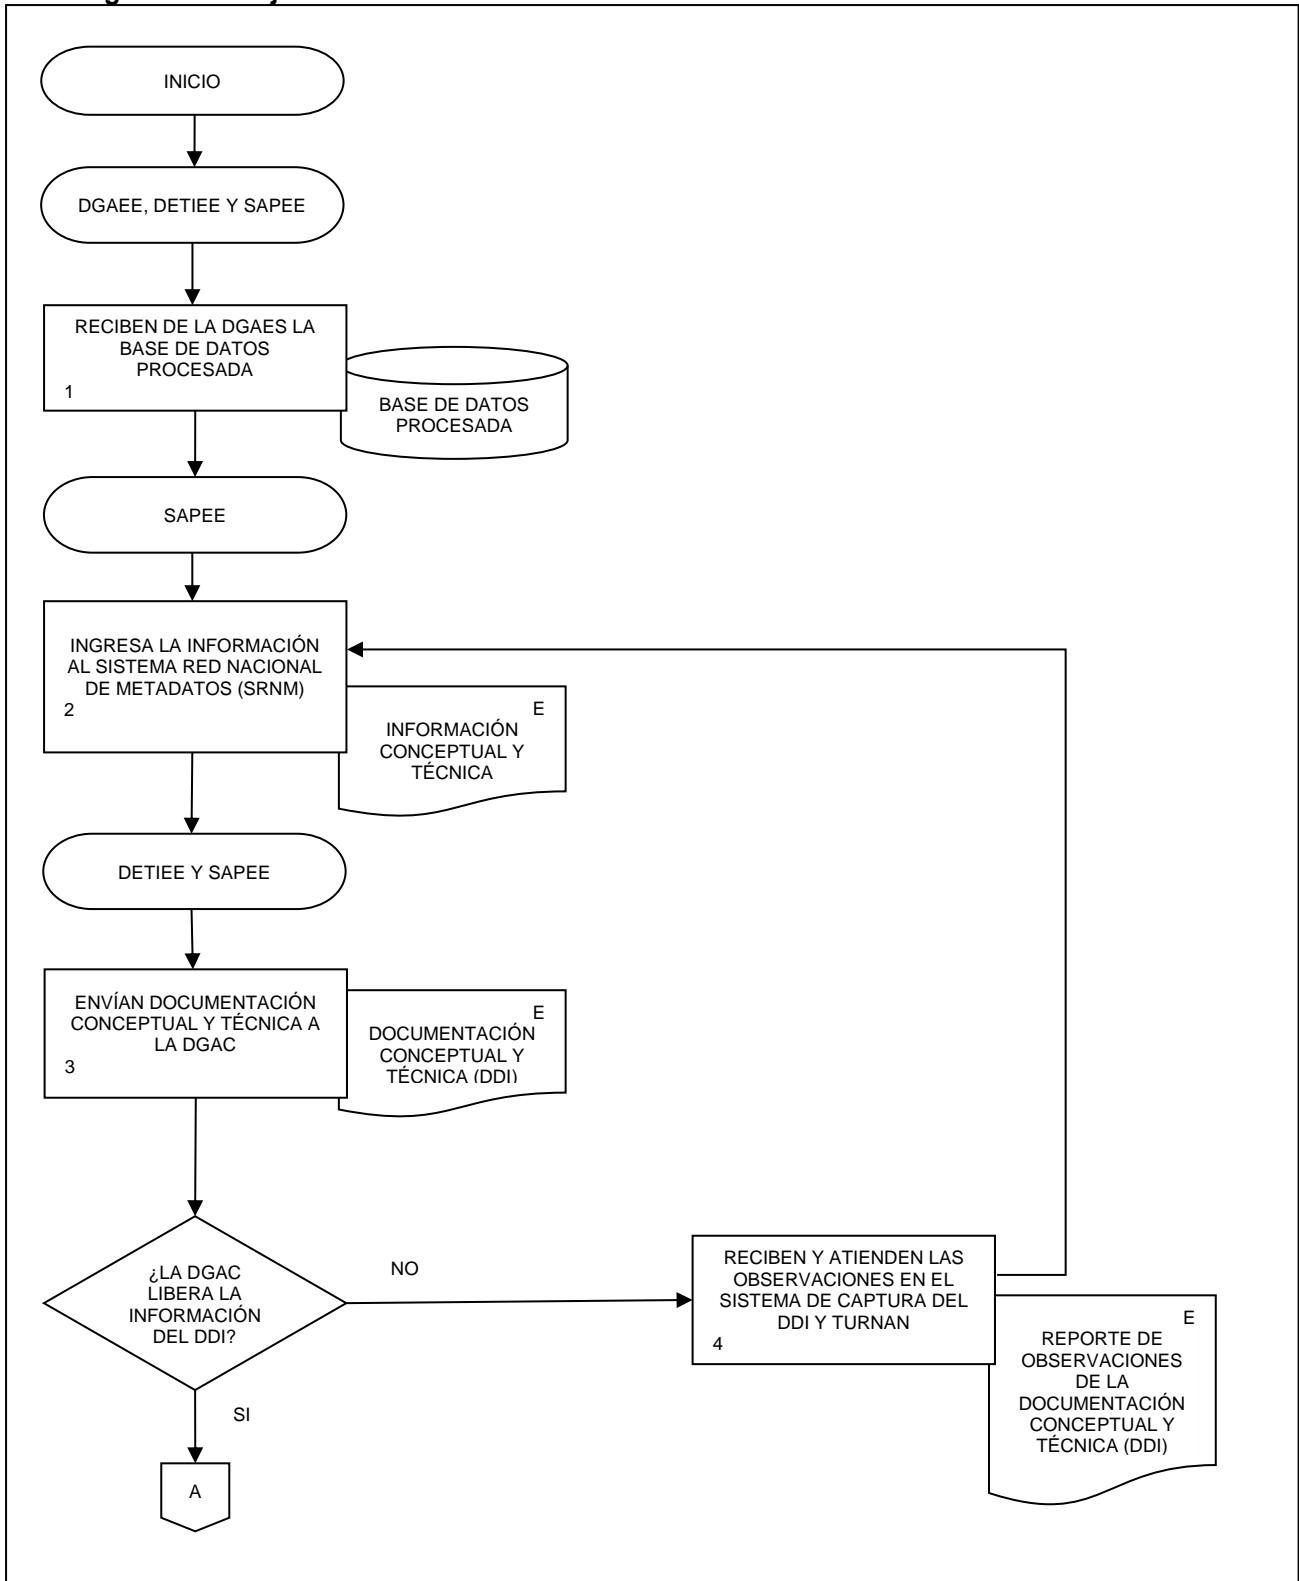 INICIO
DGAEE, DETIEE Y SAPEE
RECIBEN DE LA DGAES LA
BASE DE DATOS
PROCESADA
1
BASE DE DATOS
PROCESADA
SAPEE
INGRESA LA INFORMACIÓN
AL SISTEMA RED NACIONAL
DE METADATOS (SRNM)
2
E
INFORMACIÓN
CONCEPTUAL Y
TÉCNICA
DETIEE Y SAPEE
ENVÍAN DOCUMENTACIÓN
CONCEPTUAL Y TÉCNICA A
LA DGAC
3
E
DOCUMENTACIÓN
CONCEPTUAL Y
TÉCNICA (DDI)
¿LA DGAC
LIBERA LA
INFORMACIÓN
DEL DDI?
NO
RECIBEN Y ATIENDEN LAS
OBSERVACIONES EN EL
SISTEMA DE CAPTURA DEL
DDI Y TURNAN
4
E
REPORTE DE
OBSERVACIONES
DE LA
DOCUMENTACIÓN
CONCEPTUAL Y
TÉCNICA (DDI)
SI
A